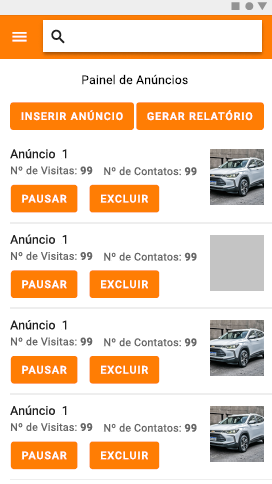 Painel de Anúncios
INSERIR ANÚNCIO GERAR RELATÓRIO
Anúncio 1
Nº de Visitas: 99 Nº de Contatos: 99
PAUSAR EXCLUIR
Anúncio 1
Nº de Visitas: 99 Nº de Contatos: 99
PAUSAR EXCLUIR
Anúncio 1
Nº de Visitas: 99 Nº de Contatos: 99
PAUSAR EXCLUIR
Anúncio 1
Nº de Visitas: 99 Nº de Contatos: 99
PAUSAR EXCLUIR